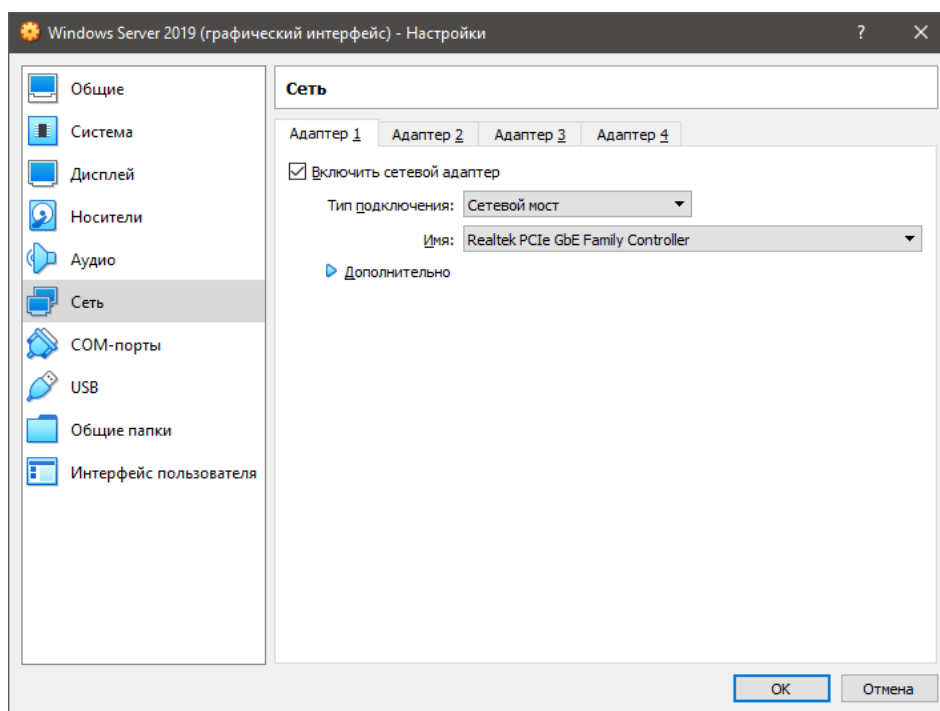 Windows Server 2019 (графический интерфейс) - Настройки ? ×
Общие
Система
Дисплей
Носители
Аудио
Сеть
COM-порты
USB
Общие папки
Интерфейс пользователя
Сеть
Адаптер 1 Адаптер 2 Адаптер 3 Адаптер 4
Включить сетевой адаптер
Тип подключения: Сетевой мост
Имя: Realtek PCIe GbE Family Controller
Дополнительно
OK Отмена